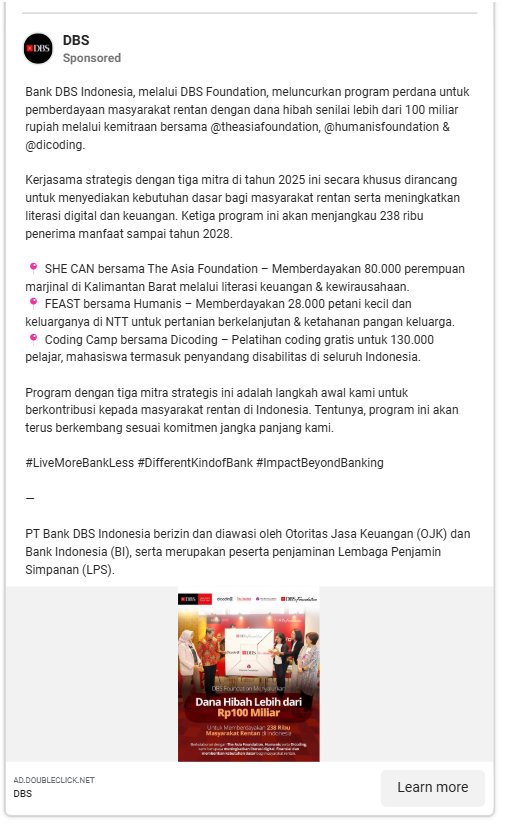 DBS
Sponsored
Bank DBS Indonesia, melalui DBS Foundation, meluncurkan program perdana untuk
pemberdayaan masyarakat rentan dengan dana hibah senilai lebih dari 100 miliar
rupiah melalui kemitraan bersama @theasiafoundation, @humanisfoundation &
@dicoding.
Kerjasama strategis dengan tiga mitra di tahun 2025 ini secara khusus dirancang
untuk menyediakan kebutuhan dasar bagi masyarakat rentan serta meningkatkan
literasi digital dan keuangan. Ketiga program ini akan menjangkau 238 ribu
penerima manfaat sampai tahun 2028.
📍 SHE CAN bersama The Asia Foundation – Memberdayakan 80.000 perempuan
marjinal di Kalimantan Barat melalui literasi keuangan & kewirausahaan.
📍 FEAST bersama Humanis – Memberdayakan 28.000 petani kecil dan
keluarganya di NTT untuk pertanian berkelanjutan & ketahanan pangan keluarga.
📍 Coding Camp bersama Dicoding – Pelatihan coding gratis untuk 130.000
pelajar, mahasiswa termasuk penyandang disabilitas di seluruh Indonesia.
Program dengan tiga mitra strategis ini adalah langkah awal kami untuk
berkontribusi kepada masyarakat rentan di Indonesia. Tentunya, program ini akan
terus berkembang sesuai komitmen jangka panjang kami.
#LiveMoreBankLess #DifferentKindofBank #ImpactBeyondBanking
—
PT Bank DBS Indonesia berizin dan diawasi oleh Otoritas Jasa Keuangan (OJK) dan
Bank Indonesia (BI), serta merupakan peserta penjaminan Lembaga Penjamin
Simpanan (LPS).
DBS
dicoding
DBS Foundation
DBS
DBS Foundation Menyalurkan
Dana Hibah Lebih dari
Rp100 Miliar
Untuk Memberdayakan 238 Ribu
Masyarakat Rentan di Indonesia
AD.DOUBLECLICK.NET
DBS
Learn more